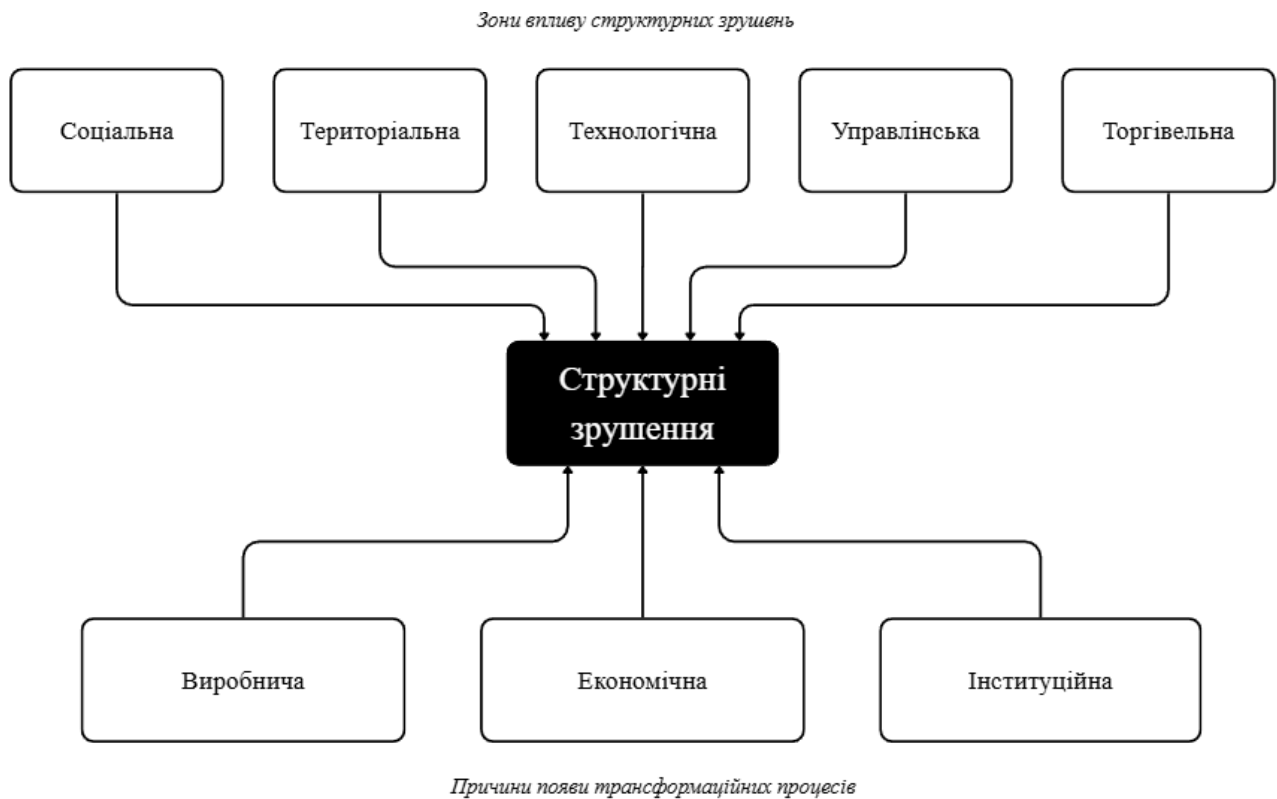 Зони впливу структурних зрушень
Соціальна
Територіальна
Технологічна
Управлінська
Торгівельна
Структурні
зрушення
Виробнича
Економічна
Інституційна
Причини появи трансформаційних процесів